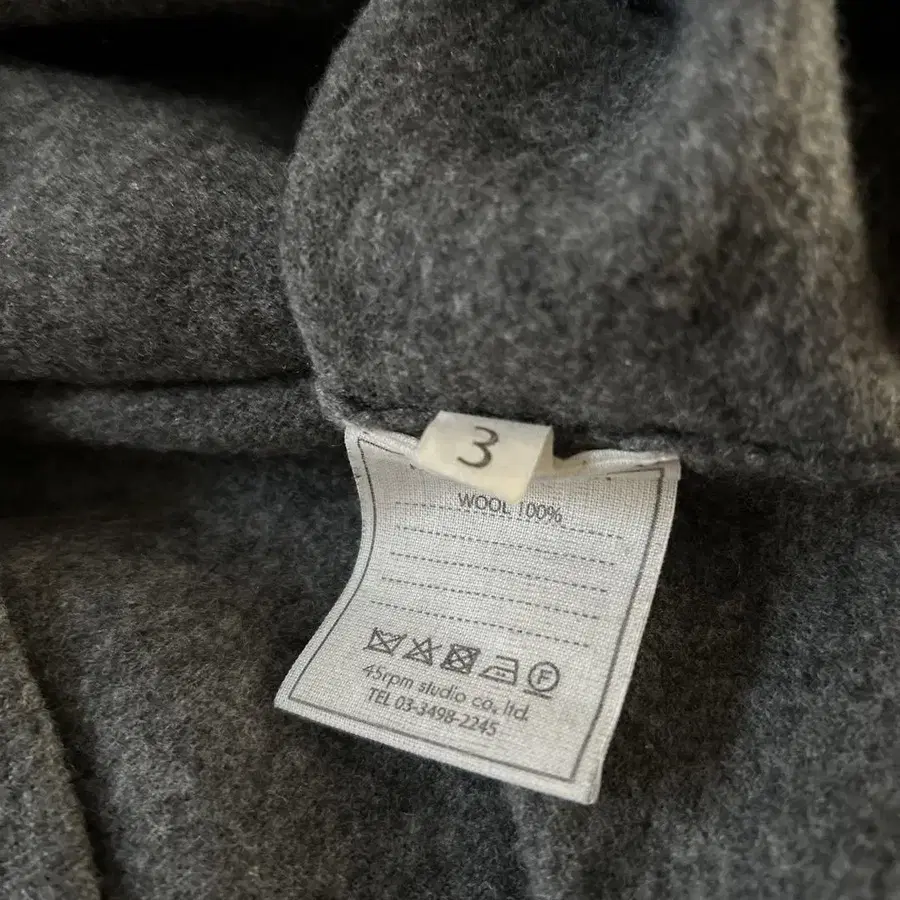 3
WOOL 100%
F
45rpm studio co., ltd.
TEL 03-3498-2245